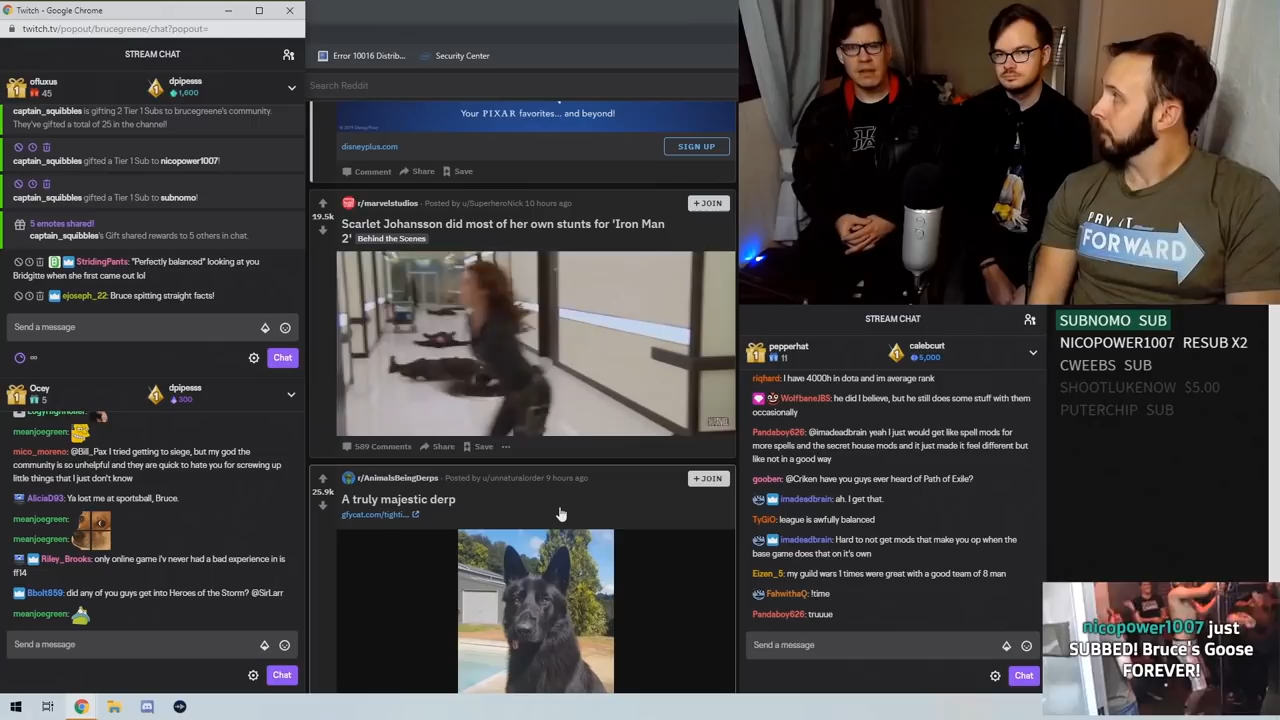 Twitch - Google Chrome
twitch.tv/popout/brucegreene/chat?popout=
STREAM CHAT
ofluxus
45
dpipesss
1,600
captain_squibbles is gifting 2 Tier 1 Subs to brucegreene's community.
They've gifted a total of 25 in the channel!
captain_squibbles gifted a Tier 1 Sub to nicopower1007!
captain_squibbles gifted a Tier 1 Sub to subnomo!
5 emotes shared!
captain_squibbles's Gift shared rewards to 5 others in chat.
StridingPants: "Perfectly balanced" looking at you
Bridgitte when she first came out lol
ejoseph_22: Bruce spitting straight facts!
Send a message
Chat
Ocey
5
dpipesss
300
meanjoegreen:
mico_moreno: @Bill_Pax I tried getting to siege, but my god the
community is so unhelpful and they are quick to hate you for screwing up
little things that I just don't know
AliciaD93: Ya lost me at sportsball, Bruce.
meanjoegreen:
meanjoegreen:
Riley_Brooks: only online game i'v never had a bad experience in is
ff14
Bbolt859: did any of you guys get into Heroes of the Storm? @SirLarr
meanjoegreen:
Send a message
Chat
Error 10016 Distrib...
Security Center
Search Reddit
Your PIXAR favorites... and beyond!
disneyplus.com
SIGN UP
Comment Share Save
r/marvelstudios · Posted by u/SuperheroNick 10 hours ago
+ JOIN
19.5k
Scarlet Johansson did most of her own stunts for 'Iron Man
2' Behind the Scenes
MARVEL
589 Comments Share Save ...
r/AnimalsBeingDerps · Posted by u/unnaturalorder 9 hours ago
+ JOIN
25.9k
A truly majestic derp
gfycat.com/tighti...
PAY IT
FORWARD
STREAM CHAT
pepperhat
11
calebcurt
5,000
riqhard: I have 4000h in dota and im average rank
WolfbaneJBS: he did I believe, but he still does some stuff with them
occasionally
Pandaboy626: @imadeadbrain yeah I just would get like spell mods for
more spells and the secret house mods and it just made it feel different but
like not in a good way
gooben: @Criken have you guys ever heard of Path of Exile?
imadeadbrain: ah. I get that.
TyGiO: league is awfully balanced
imadeadbrain: Hard to not get mods that make you op when the
base game does that on it's own
Eizen_5: my guild wars 1 times were great with a good team of 8 man
FahwithaQ: !time
Pandaboy626: truuue
Send a message
Chat
SUBNOMO SUB
NICOPOWER1007 RESUB X2
CWEEBS SUB
SHOOTLUKENOW $5.00
PUTERCHIP SUB
nicopower1007 just
SUBBED! Bruce's Goose
FOREVER!